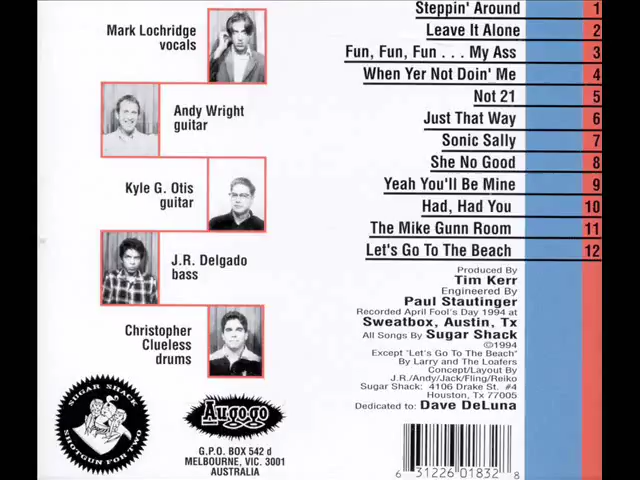 Mark Lochridge
vocals
Andy Wright
guitar
Kyle G. Otis
guitar
J.R. Delgado
bass
Christopher
Clueless
drums
SUGAR SHACK
SHOTGUN FOR TWO
Augogo
G.P.O. BOX 542 d
MELBOURNE, VIC. 3001
AUSTRALIA
Steppin' Around 1
Leave It Alone 2
Fun, Fun, Fun . . . My Ass 3
When Yer Not Doin' Me 4
Not 21 5
Just That Way 6
Sonic Sally 7
She No Good 8
Yeah You'll Be Mine 9
Had, Had You 10
The Mike Gunn Room 11
Let's Go To The Beach 12
Produced By
Tim Kerr
Engineered By
Paul Stautinger
Recorded April Fool's Day 1994 at
Sweatbox, Austin, Tx
All Songs By Sugar Shack
©1994
Except "Let's Go To The Beach"
By Larry and The Loafers
Concept/Layout By
J.R./Andy/Jack/Fling/Reiko
Sugar Shack: 4106 Drake St. #4
Houston, Tx 77005
Dedicated to: Dave DeLuna
6 31226 01832 8